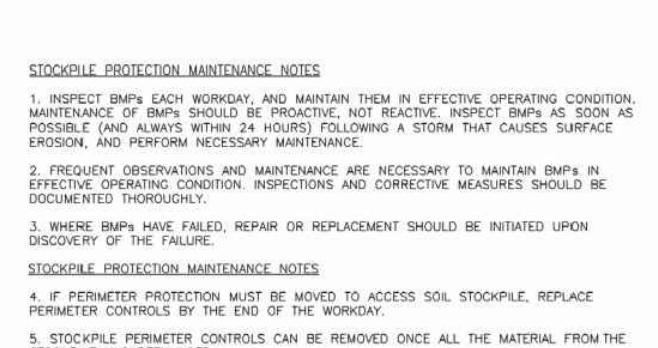 STOCKPILE PROTECTION MAINTENANCE NOTES
1. INSPECT BMPs EACH WORKDAY, AND MAINTAIN THEM IN EFFECTIVE OPERATING CONDITION.
MAINTENANCE OF BMPs SHOULD BE PROACTIVE, NOT REACTIVE. INSPECT BMPs AS SOON AS
POSSIBLE (AND ALWAYS WITHIN 24 HOURS) FOLLOWING A STORM THAT CAUSES SURFACE
EROSION, AND PERFORM NECESSARY MAINTENANCE.
2. FREQUENT OBSERVATIONS AND MAINTENANCE ARE NECESSARY TO MAINTAIN BMPs IN
EFFECTIVE OPERATING CONDITION. INSPECTIONS AND CORRECTIVE MEASURES SHOULD BE
DOCUMENTED THOROUGHLY.
3. WHERE BMPs HAVE FAILED, REPAIR OR REPLACEMENT SHOULD BE INITIATED UPON
DISCOVERY OF THE FAILURE.
STOCKPILE PROTECTION MAINTENANCE NOTES
4. IF PERIMETER PROTECTION MUST BE MOVED TO ACCESS SOIL STOCKPILE, REPLACE
PERIMETER CONTROLS BY THE END OF THE WORKDAY.
5. STOCKPILE PERIMETER CONTROLS CAN BE REMOVED ONCE ALL THE MATERIAL FROM THE